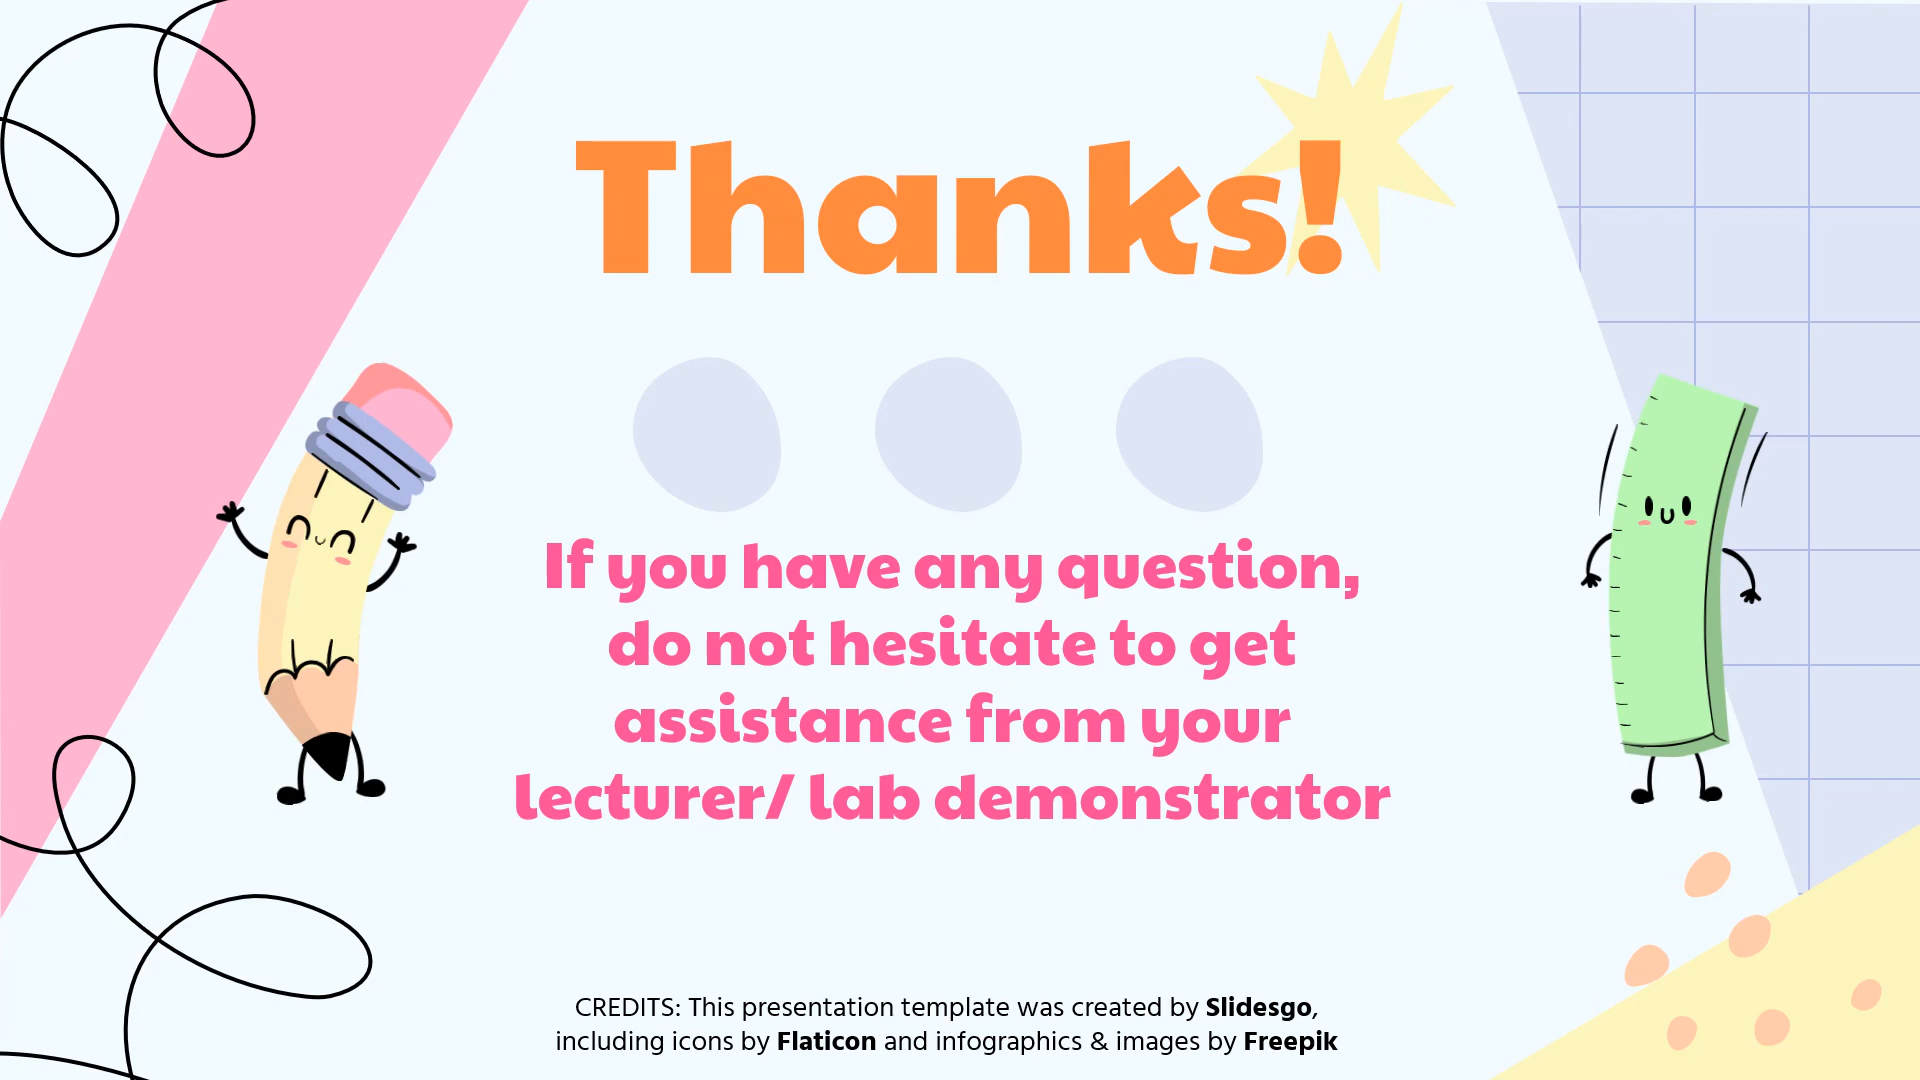 Thanks!
If you have any question,
do not hesitate to get
assistance from your
lecturer/ lab demonstrator
CREDITS: This presentation template was created by Slidesgo,
including icons by Flaticon and infographics & images by Freepik